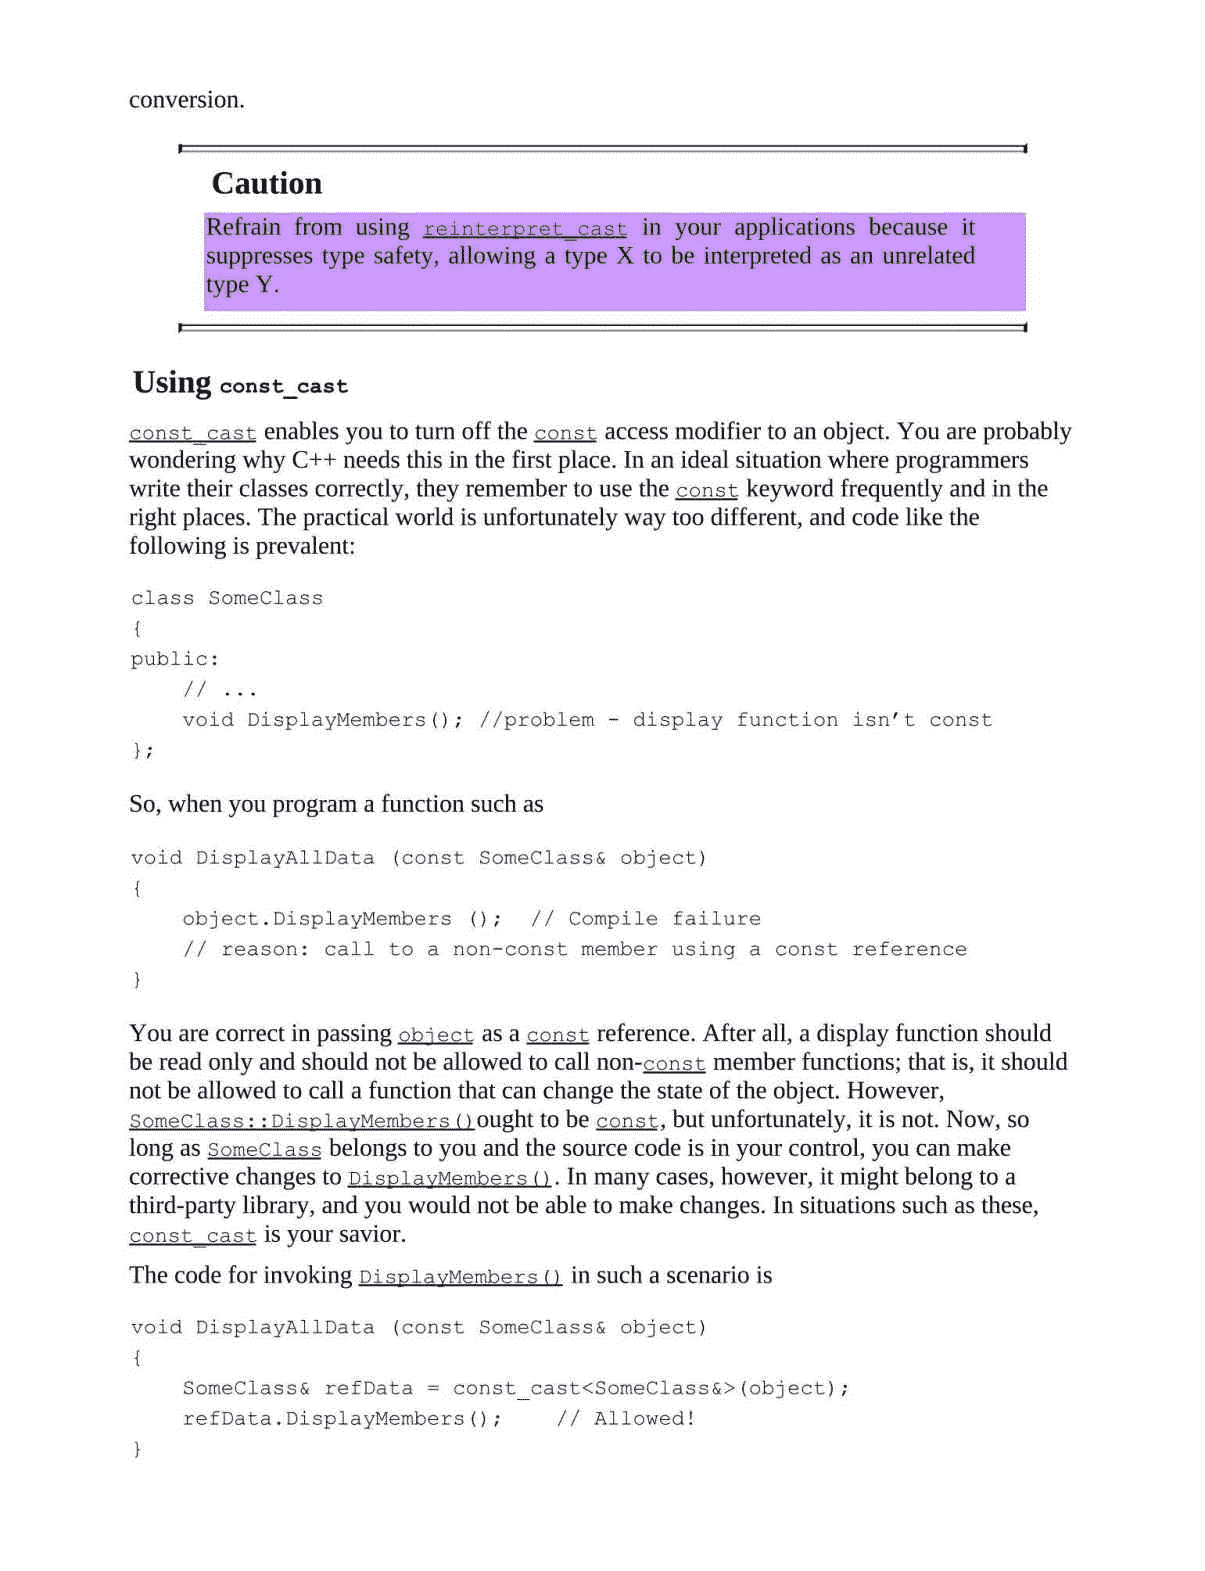 conversion.
Caution
Refrain from using reinterpret_cast in your applications because it
suppresses type safety, allowing a type X to be interpreted as an unrelated
type Y.
Using const_cast
const_cast enables you to turn off the const access modifier to an object. You are probably
wondering why C++ needs this in the first place. In an ideal situation where programmers
write their classes correctly, they remember to use the const keyword frequently and in the
right places. The practical world is unfortunately way too different, and code like the
following is prevalent:
class SomeClass
{
public:
    // ...
    void DisplayMembers(); //problem - display function isn't const
};
So, when you program a function such as
void DisplayAllData (const SomeClass& object)
{
    object.DisplayMembers ();  // Compile failure
    // reason: call to a non-const member using a const reference
}
You are correct in passing object as a const reference. After all, a display function should
be read only and should not be allowed to call non-const member functions; that is, it should
not be allowed to call a function that can change the state of the object. However,
SomeClass::DisplayMembers()ought to be const, but unfortunately, it is not. Now, so
long as SomeClass belongs to you and the source code is in your control, you can make
corrective changes to DisplayMembers(). In many cases, however, it might belong to a
third-party library, and you would not be able to make changes. In situations such as these,
const_cast is your savior.
The code for invoking DisplayMembers() in such a scenario is
void DisplayAllData (const SomeClass& object)
{
    SomeClass& refData = const_cast<SomeClass&>(object);
    refData.DisplayMembers();    // Allowed!
}